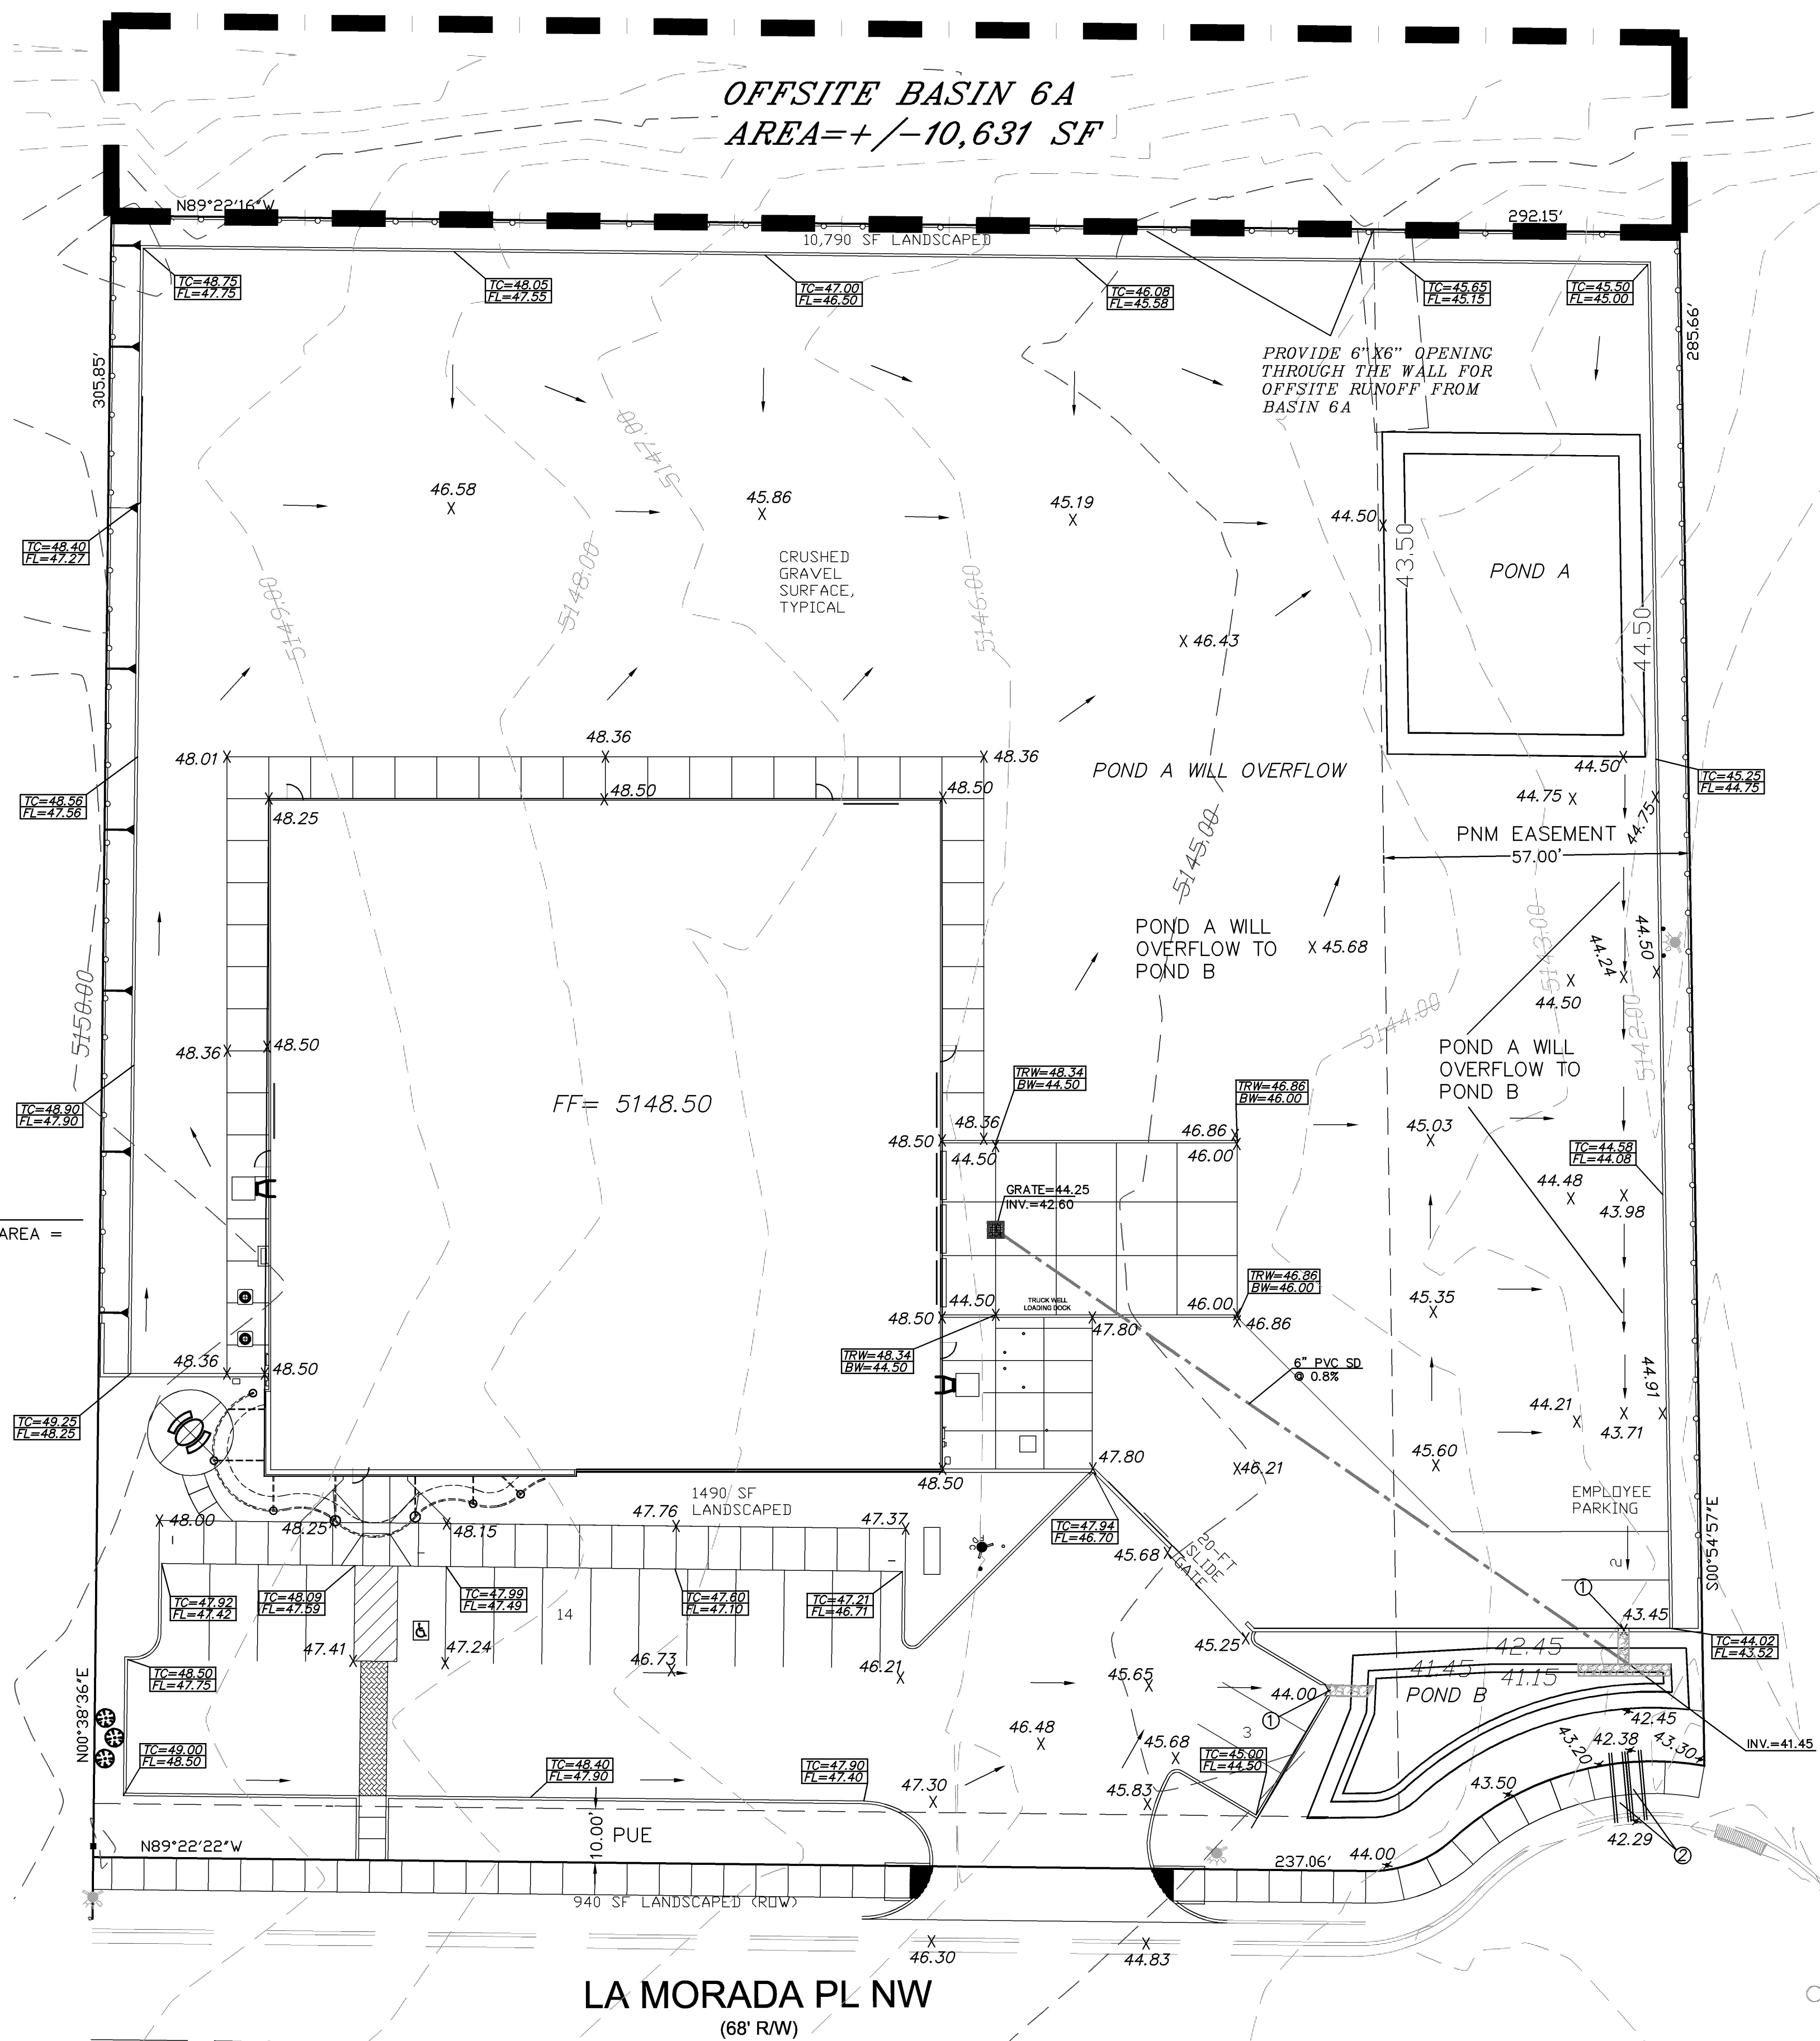 OFFSITE BASIN 6A
AREA=+/-10,631 SF
N89°22'16"W
292.15'
10,790 SF LANDSCAPED
TC=48.75
FL=47.75
TC=48.05
FL=47.55
TC=47.00
FL=46.50
TC=46.08
FL=45.58
TC=45.65
FL=45.15
TC=45.50
FL=45.00
305.85'
285.66'
PROVIDE 6"X6" OPENING
THROUGH THE WALL FOR
OFFSITE RUNOFF FROM
BASIN 6A
5147.00
46.58
45.86
45.19
44.50
43.50
POND A
44.50
TC=48.40
FL=47.27
CRUSHED
GRAVEL
SURFACE,
TYPICAL
5149.00
5148.00
5146.00
46.43
48.01
48.36
48.36
POND A WILL OVERFLOW
44.50
TC=45.25
FL=44.75
TC=48.56
FL=47.56
48.25
48.50
48.50
44.75
44.75
PNM EASEMENT
57.00'
5145.00
5150.00
POND A WILL
OVERFLOW TO
POND B
45.68
5143.00
44.24
44.50
44.50
5142.00
5144.00
48.36
48.50
POND A WILL
OVERFLOW TO
POND B
TC=48.90
FL=47.90
FF= 5148.50
TRW=48.34
BW=44.50
TRW=46.86
BW=46.00
48.50
48.36
46.86
45.03
44.50
46.00
TC=44.58
FL=44.08
GRATE=44.25
INV.=42.60
44.48
43.98
AREA =
TRW=46.86
BW=46.00
44.50
TRUCK WELL
LOADING DOCK
46.00
45.35
48.50
47.80
46.86
TRW=48.34
BW=44.50
6" PVC SD
@ 0.8%
48.36
48.50
44.91
44.21
43.71
TC=49.25
FL=48.25
45.60
47.80
46.21
48.50
1490 SF
LANDSCAPED
EMPLOYEE
PARKING
S00°54'57"E
48.00
48.25
48.15
47.76
47.37
TC=47.94
FL=46.70
45.68
20-FT
SLIDE
GATE
2
1
TC=47.92
FL=47.42
TC=48.09
FL=47.59
TC=47.99
FL=47.49
14
TC=47.60
FL=47.10
TC=47.21
FL=46.71
43.45
TC=44.02
FL=43.52
47.41
47.24
46.73
46.21
45.25
42.45
41.45
41.15
POND B
TC=48.50
FL=47.75
N00°38'36"E
45.65
44.00
1
3
42.45
46.48
45.68
43.20
42.38
43.30
INV.=41.45
TC=49.00
FL=48.50
TC=48.40
FL=47.90
TC=47.90
FL=47.40
TC=45.00
FL=44.50
47.30
45.83
43.50
10.00'
PUE
N89°22'22"W
42.29
2
237.06'
44.00
940 SF LANDSCAPED (ROW)
46.30
44.83
LA MORADA PL NW
(68' R/W)